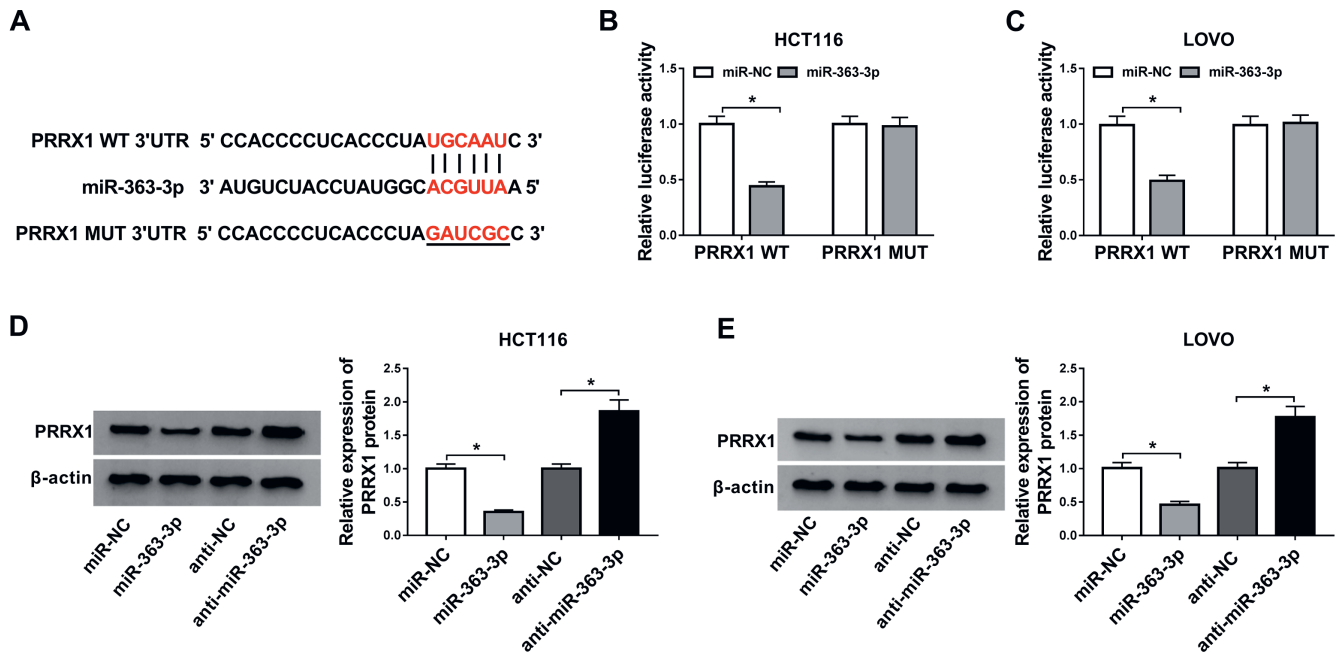 A
PRRX1 WT 3'UTR 5' CCACCCCUCACCCUAUGCAAUC 3'
miR-363-3p 3' AUGUCUACCUAUGGCACGUUAA 5'
PRRX1 MUT 3'UTR 5' CCACCCCUCACCCUAGAUCGCC 3'
B
HCT116
Relative luciferase activity
1.5
1.0
0.5
0.0
miR-NC
miR-363-3p
*
PRRX1 WT
PRRX1 MUT
C
LOVO
Relative luciferase activity
1.5
1.0
0.5
0.0
miR-NC
miR-363-3p
*
PRRX1 WT
PRRX1 MUT
D
PRRX1
β-actin
miR-NC
miR-363-3p
anti-NC
anti-miR-363-3p
HCT116
Relative expression of
PRRX1 protein
2.5
2.0
1.5
1.0
0.5
0.0
*
*
miR-NC
miR-363-3p
anti-NC
anti-miR-363-3p
E
PRRX1
β-actin
miR-NC
miR-363-3p
anti-NC
anti-miR-363-3p
LOVO
Relative expression of
PRRX1 protein
2.5
2.0
1.5
1.0
0.5
0.0
*
*
miR-NC
miR-363-3p
anti-NC
anti-miR-363-3p